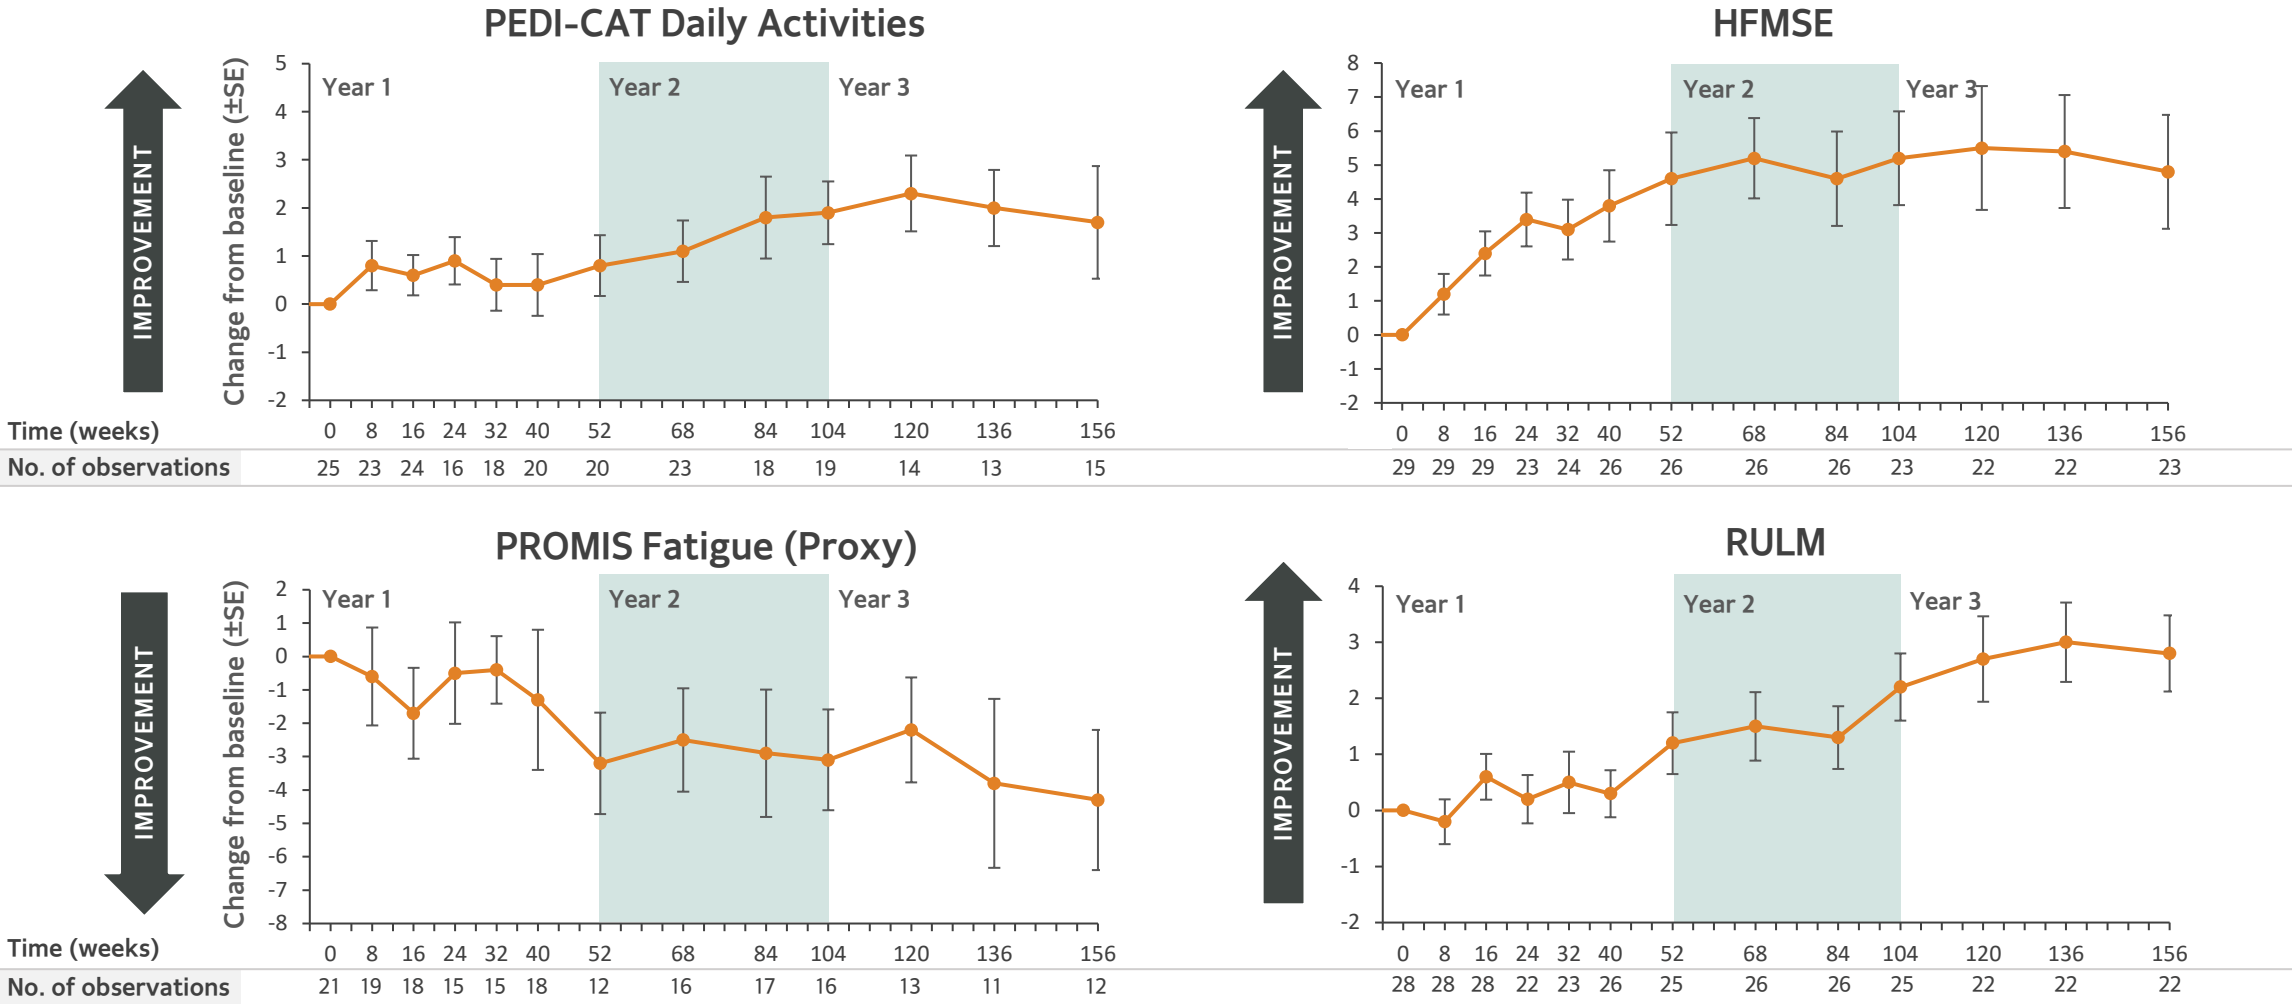 PEDI-CAT Daily Activities
IMPROVEMENT
Change from baseline (±SE)
5
4
3
2
1
0
-1
-2
Year 1
Year 2
Year 3
Time (weeks)
0 8 16 24 32 40 52 68 84 104 120 136 156
No. of observations
25 23 24 16 18 20 20 23 18 19 14 13 15
HFMSE
IMPROVEMENT
8
7
6
5
4
3
2
1
0
-1
-2
Year 1
Year 2
Year 3
0 8 16 24 32 40 52 68 84 104 120 136 156
29 29 29 23 24 26 26 26 26 23 22 22 23
PROMIS Fatigue (Proxy)
IMPROVEMENT
Change from baseline (±SE)
2
1
0
-1
-2
-3
-4
-5
-6
-7
-8
Year 1
Year 2
Year 3
Time (weeks)
0 8 16 24 32 40 52 68 84 104 120 136 156
No. of observations
21 19 18 15 15 18 12 16 17 16 13 11 12
RULM
IMPROVEMENT
4
3
2
1
0
-1
-2
Year 1
Year 2
Year 3
0 8 16 24 32 40 52 68 84 104 120 136 156
28 28 28 22 23 26 25 26 26 25 22 22 22